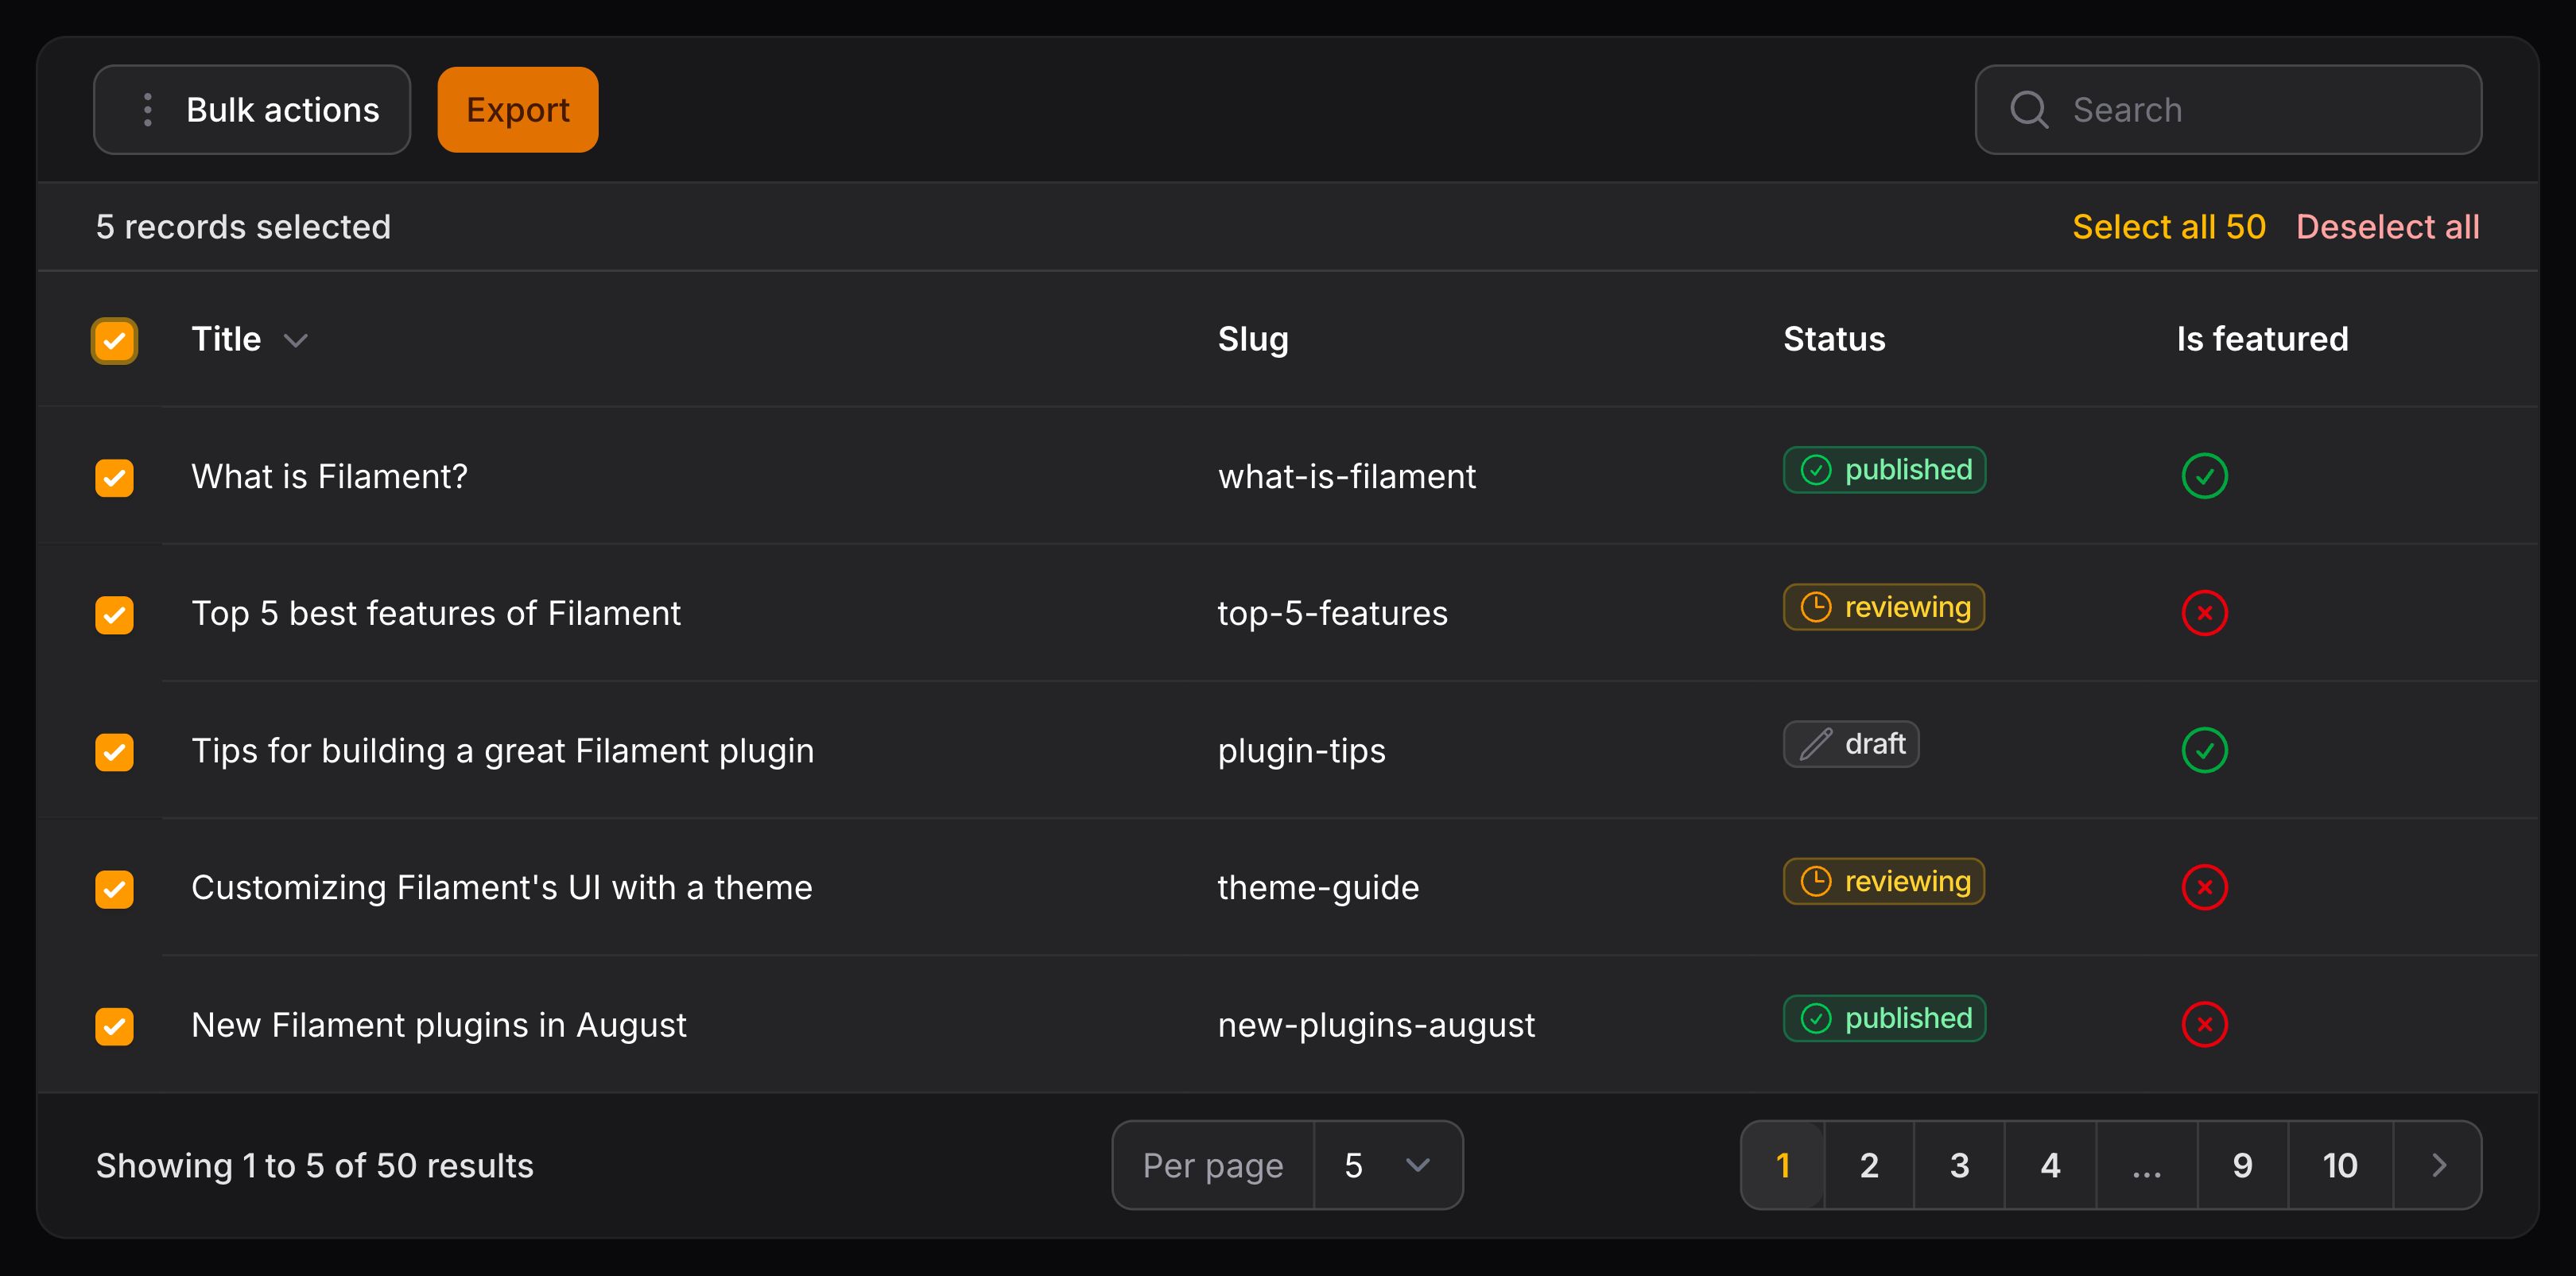 Bulk actions Export Search
5 records selected Select all 50 Deselect all
Title Slug Status Is featured
What is Filament? what-is-filament published
Top 5 best features of Filament top-5-features reviewing
Tips for building a great Filament plugin plugin-tips draft
Customizing Filament's UI with a theme theme-guide reviewing
New Filament plugins in August new-plugins-august published
Showing 1 to 5 of 50 results Per page 5 1 2 3 4 ... 9 10